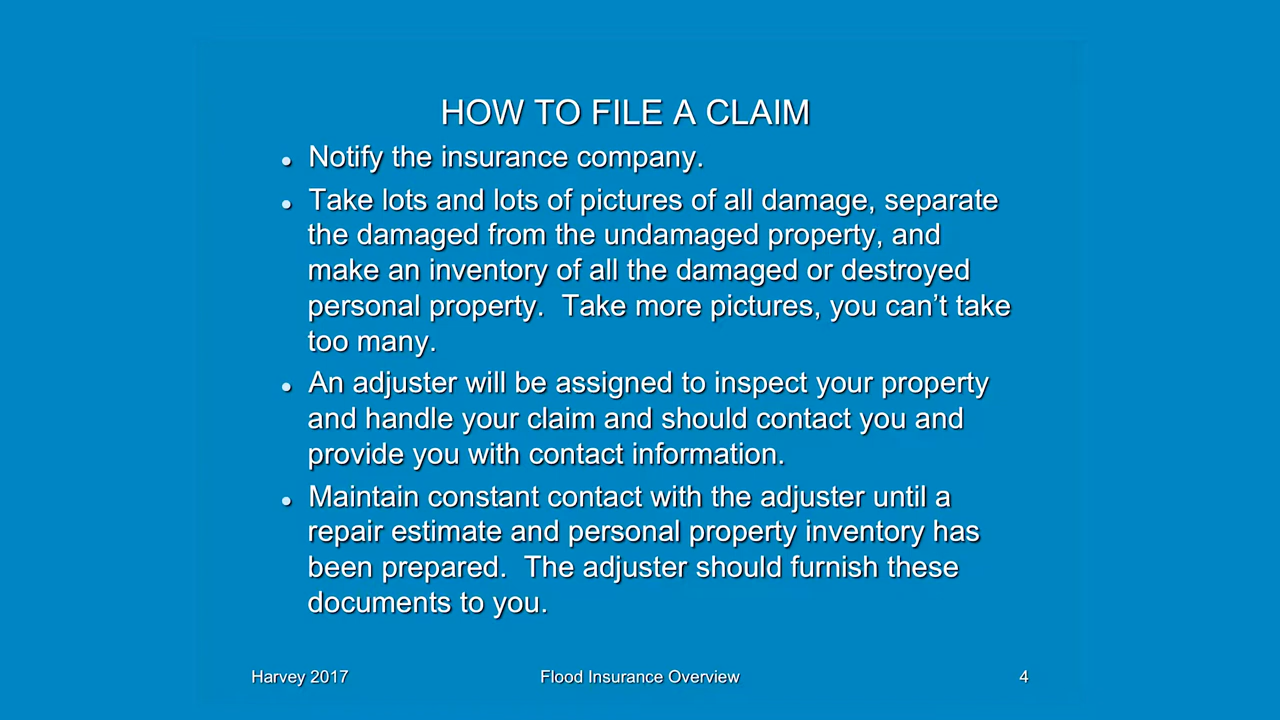 HOW TO FILE A CLAIM
• Notify the insurance company.
• Take lots and lots of pictures of all damage, separate
the damaged from the undamaged property, and
make an inventory of all the damaged or destroyed
personal property.  Take more pictures, you can’t take
too many.
• An adjuster will be assigned to inspect your property
and handle your claim and should contact you and
provide you with contact information.
• Maintain constant contact with the adjuster until a
repair estimate and personal property inventory has
been prepared.  The adjuster should furnish these
documents to you.
Harvey 2017 Flood Insurance Overview 4